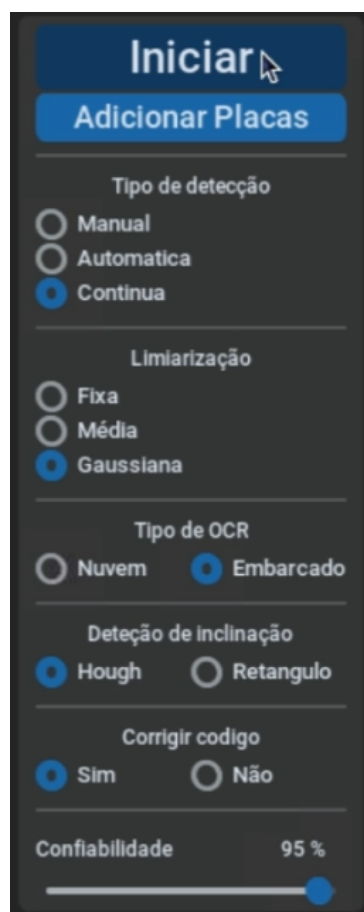 Iniciar
Adicionar Placas
Tipo de detecção
Manual
Automatica
Continua
Limiarização
Fixa
Média
Gaussiana
Tipo de OCR
Nuvem Embarcado
Deteção de inclinação
Hough Retangulo
Corrigir codigo
Sim Não
Confiabilidade 95 %